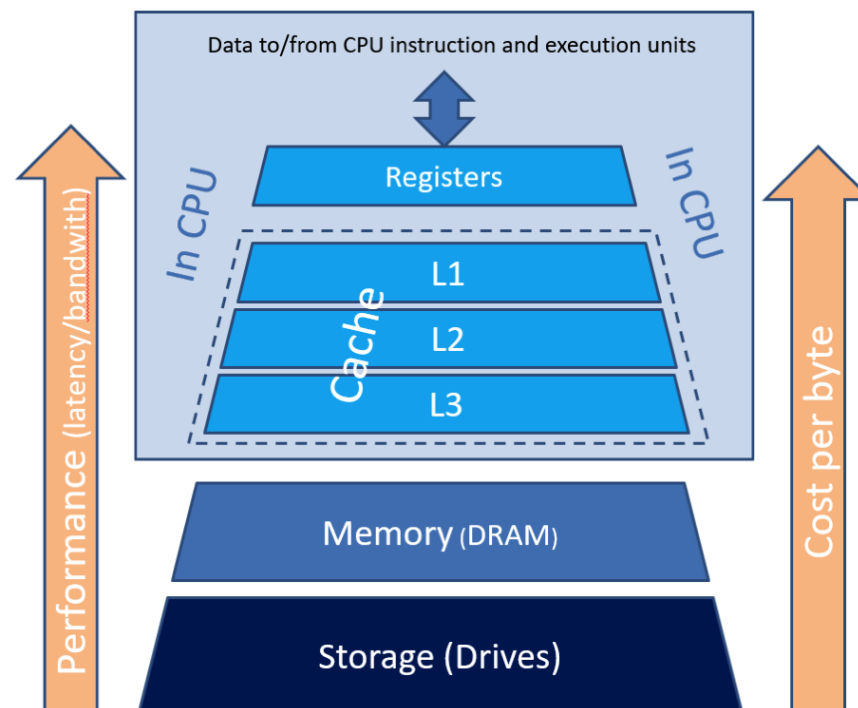 Data to/from CPU instruction and execution units
In CPU
In CPU
Registers
Cache
L1
L2
L3
Memory (DRAM)
Storage (Drives)
Performance (latency/bandwith)
Cost per byte